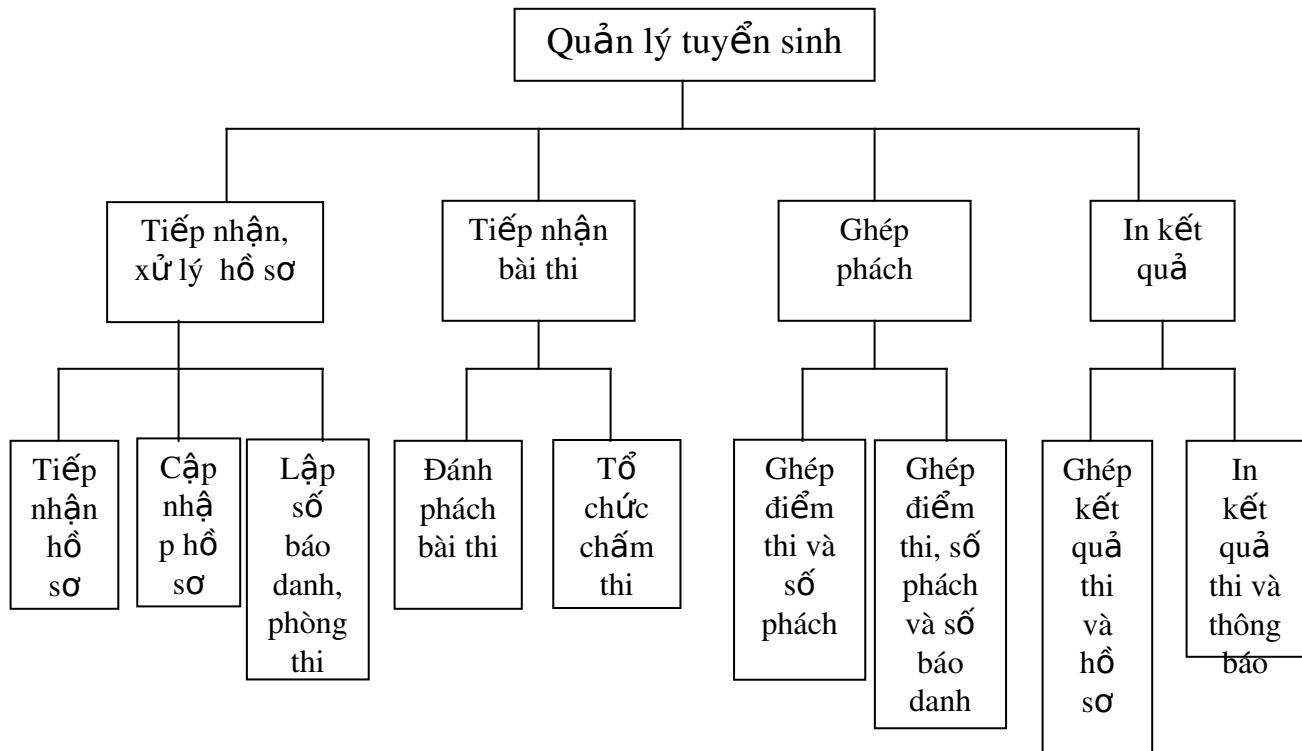 Quản lý tuyển sinh
Tiếp nhận,
xử lý hồ sơ
Tiếp nhận
bài thi
Ghép
phách
In kết
quả
Tiếp
nhận
hồ
sơ
Cập
nhậ
p hồ
sơ
Lập
số
báo
danh,
phòng
thi
Đánh
phách
bài thi
Tổ
chức
chấm
thi
Ghép
điểm
thi và
số
phách
Ghép
điểm
thi, số
phách
và số
báo
danh
Ghép
kết
quả
thi
và
hồ
sơ
In
kết
quả
thi và
thông
báo